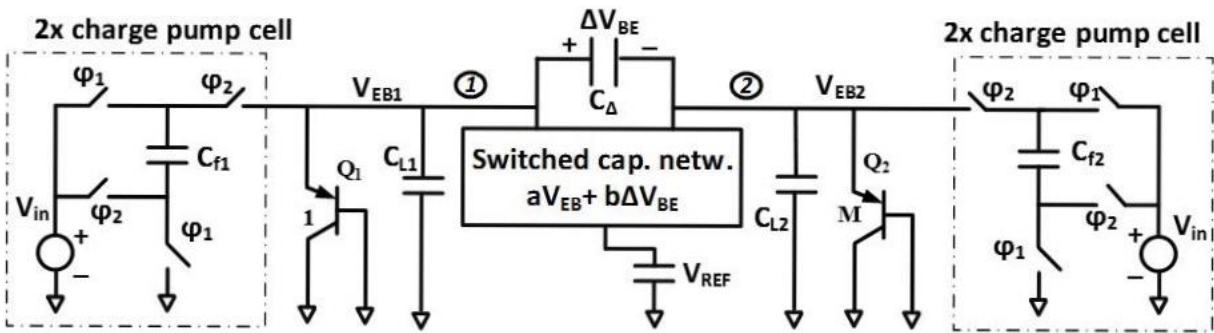 2x charge pump cell
φ₁
φ₂
C_f1
φ₂
V_in
φ₁
+
−
V_EB1
①
Q₁
1
C_L1
ΔV_BE
+ −
C_Δ
Switched cap. netw.
aV_EB+ bΔV_BE
V_REF
②
V_EB2
C_L2
Q₂
M
2x charge pump cell
φ₂
φ₁
C_f2
φ₂
V_in
φ₁
+
−